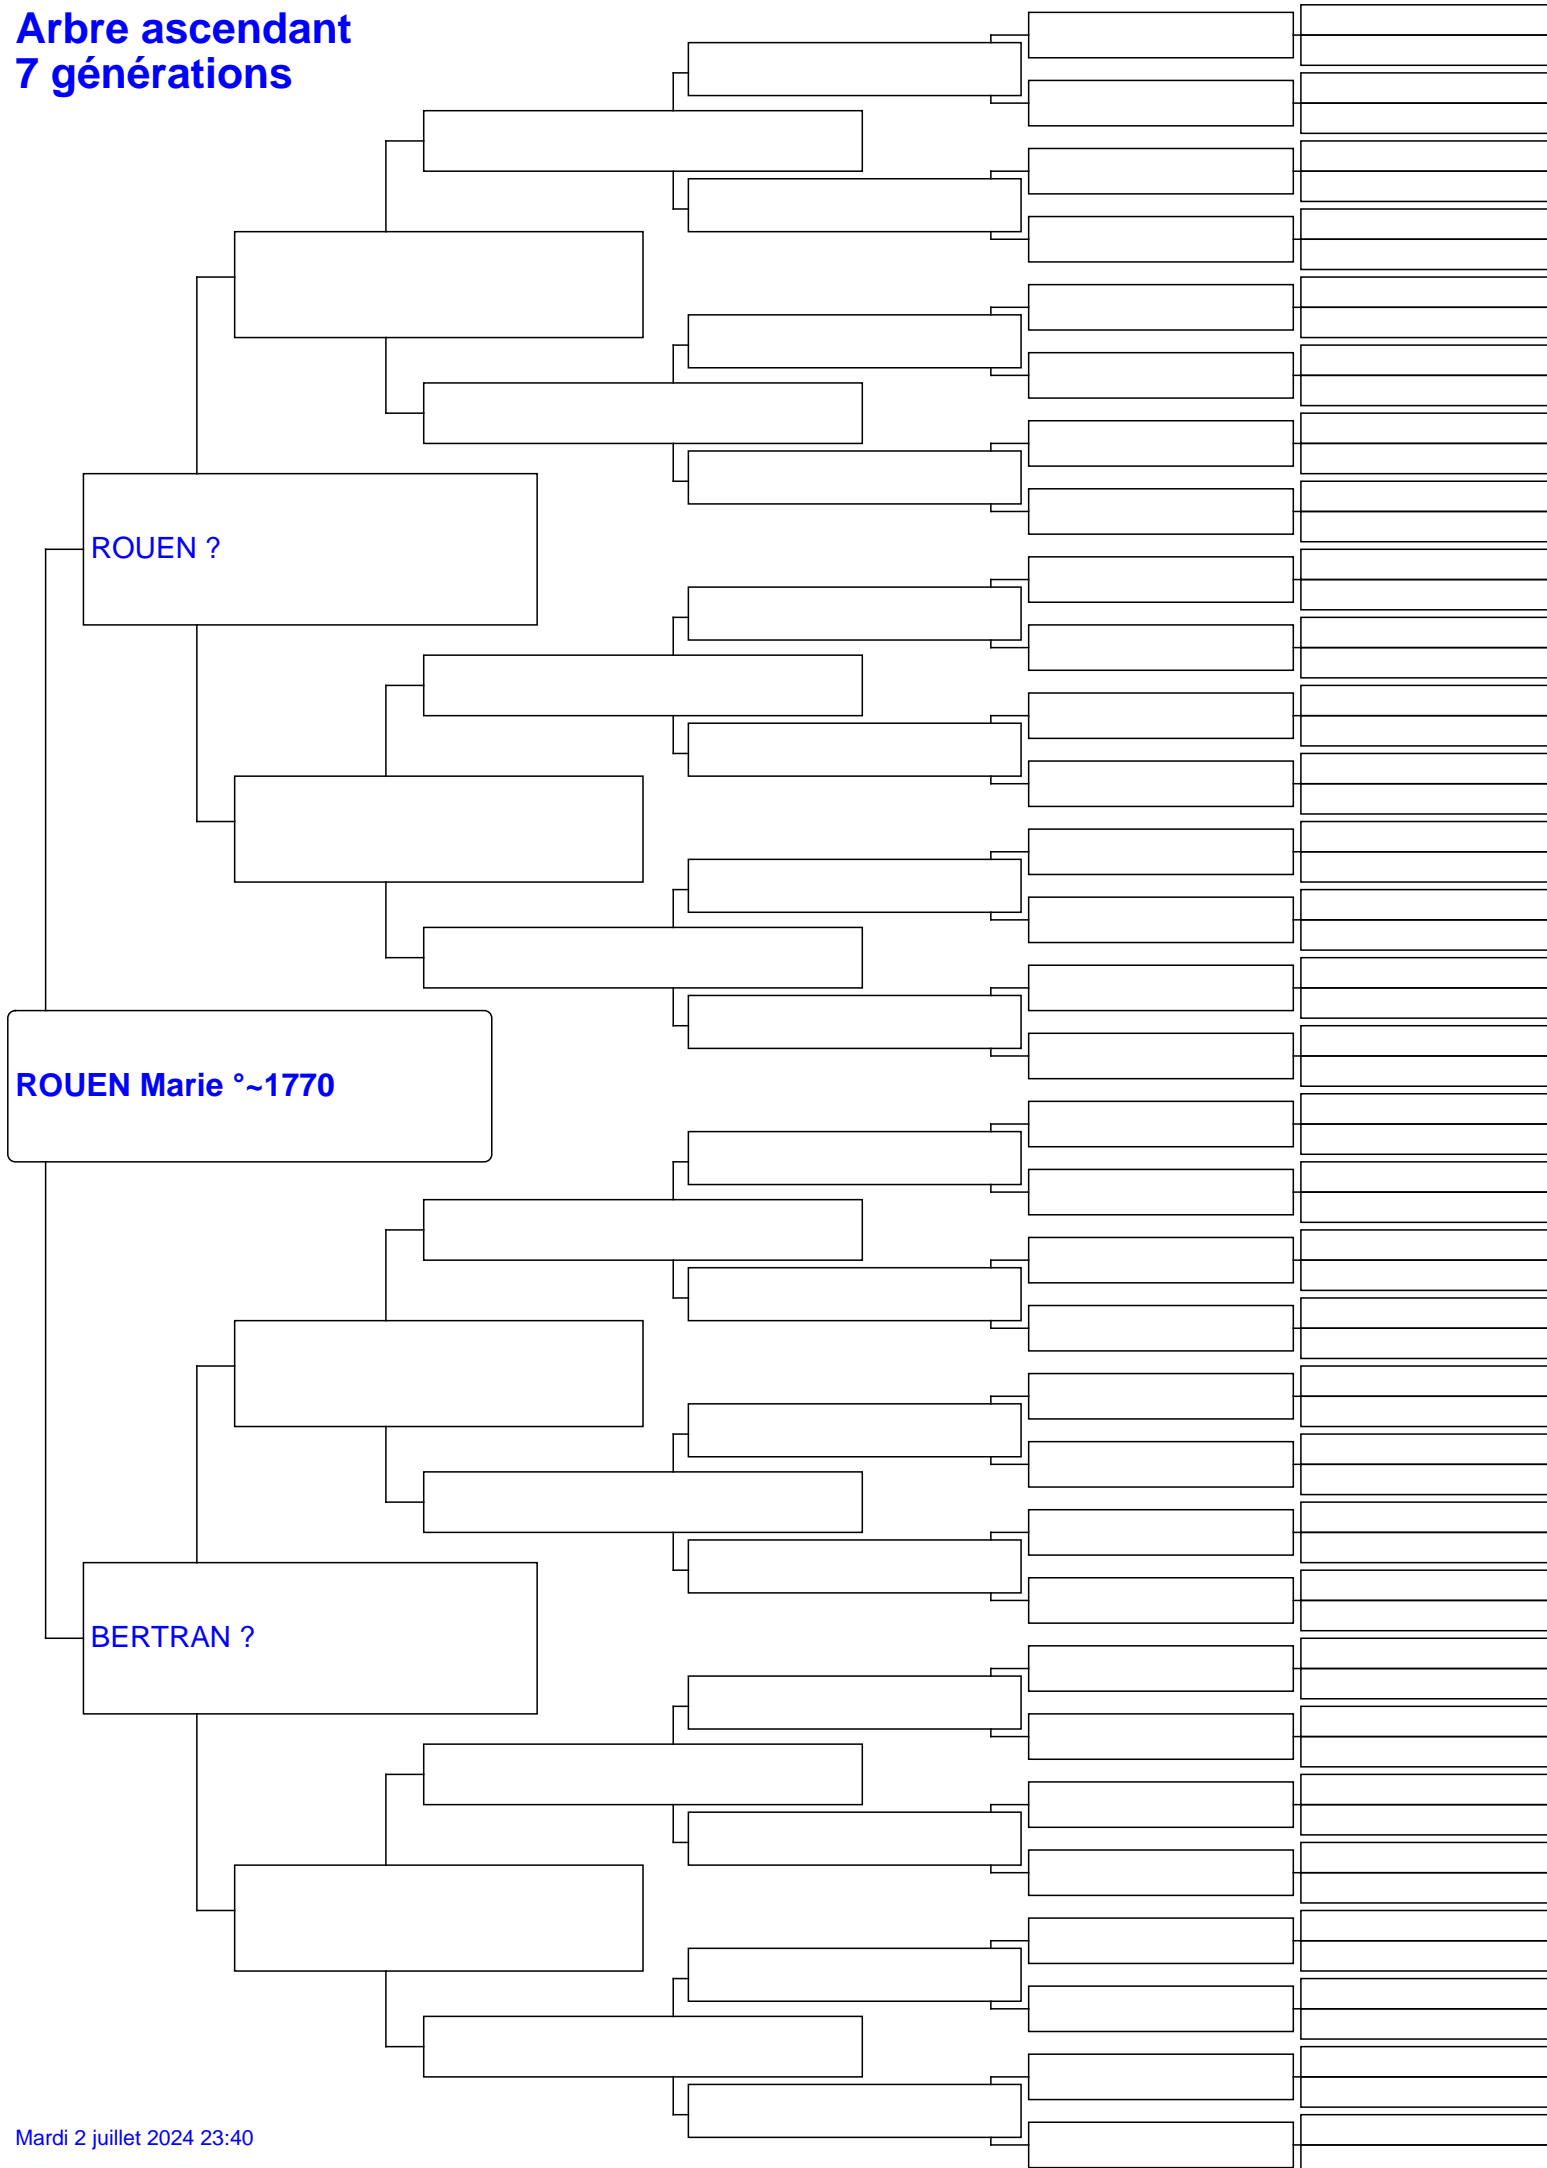 Arbre ascendant
7 générations
ROUEN ?
ROUEN Marie °~1770
BERTRAN ?
Mardi 2 juillet 2024 23:40